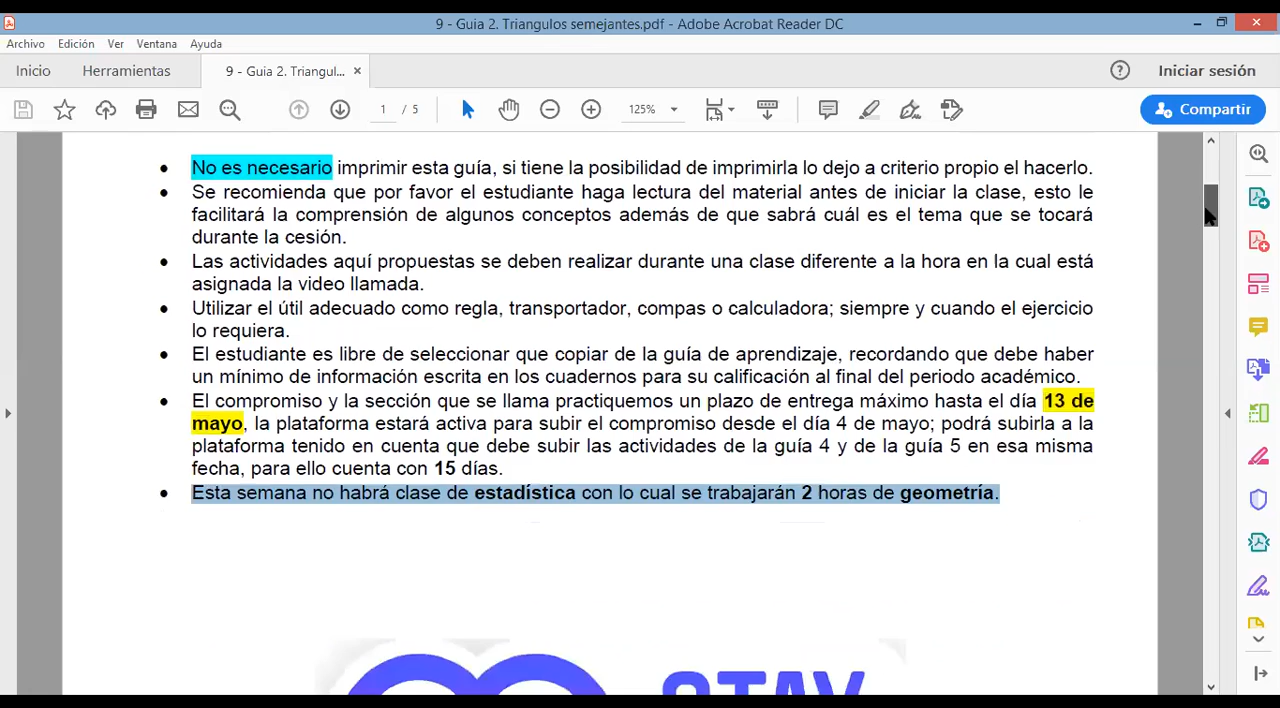 9 - Guia 2. Triangulos semejantes.pdf - Adobe Acrobat Reader DC
Archivo Edición Ver Ventana Ayuda
Inicio Herramientas 9 - Guia 2. Triangul... Iniciar sesión
1 / 5 125% Compartir
No es necesario imprimir esta guía, si tiene la posibilidad de imprimirla lo dejo a criterio propio el hacerlo.
Se recomienda que por favor el estudiante haga lectura del material antes de iniciar la clase, esto le
facilitará la comprensión de algunos conceptos además de que sabrá cuál es el tema que se tocará
durante la cesión.
Las actividades aquí propuestas se deben realizar durante una clase diferente a la hora en la cual está
asignada la video llamada.
Utilizar el útil adecuado como regla, transportador, compas o calculadora; siempre y cuando el ejercicio
lo requiera.
El estudiante es libre de seleccionar que copiar de la guía de aprendizaje, recordando que debe haber
un mínimo de información escrita en los cuadernos para su calificación al final del periodo académico.
El compromiso y la sección que se llama practiquemos un plazo de entrega máximo hasta el día 13 de
mayo, la plataforma estará activa para subir el compromiso desde el día 4 de mayo; podrá subirla a la
plataforma tenido en cuenta que debe subir las actividades de la guía 4 y de la guía 5 en esa misma
fecha, para ello cuenta con 15 días.
Esta semana no habrá clase de estadística con lo cual se trabajarán 2 horas de geometría.
STAY